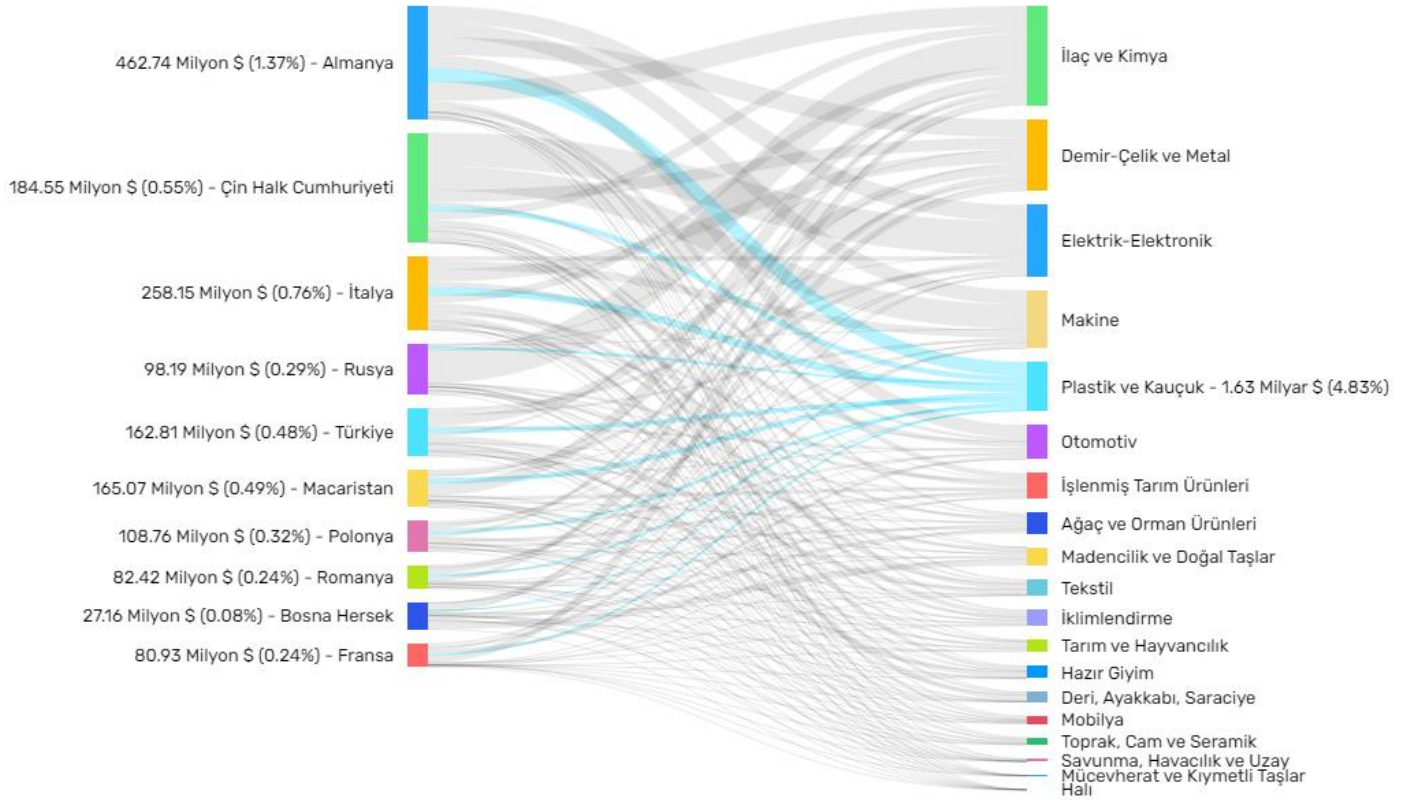 462.74 Milyon $ (1.37%) - Almanya
184.55 Milyon $ (0.55%) - Çin Halk Cumhuriyeti
258.15 Milyon $ (0.76%) - İtalya
98.19 Milyon $ (0.29%) - Rusya
162.81 Milyon $ (0.48%) - Türkiye
165.07 Milyon $ (0.49%) - Macaristan
108.76 Milyon $ (0.32%) - Polonya
82.42 Milyon $ (0.24%) - Romanya
27.16 Milyon $ (0.08%) - Bosna Hersek
80.93 Milyon $ (0.24%) - Fransa
İlaç ve Kimya
Demir-Çelik ve Metal
Elektrik-Elektronik
Makine
Plastik ve Kauçuk - 1.63 Milyar $ (4.83%)
Otomotiv
İşlenmiş Tarım Ürünleri
Ağaç ve Orman Ürünleri
Madencilik ve Doğal Taşlar
Tekstil
İklimlendirme
Tarım ve Hayvancılık
Hazır Giyim
Deri, Ayakkabı, Saraciye
Mobilya
Toprak, Cam ve Seramik
Savunma, Havacılık ve Uzay
Mücevherat ve Kıymetli Taşlar
Halı